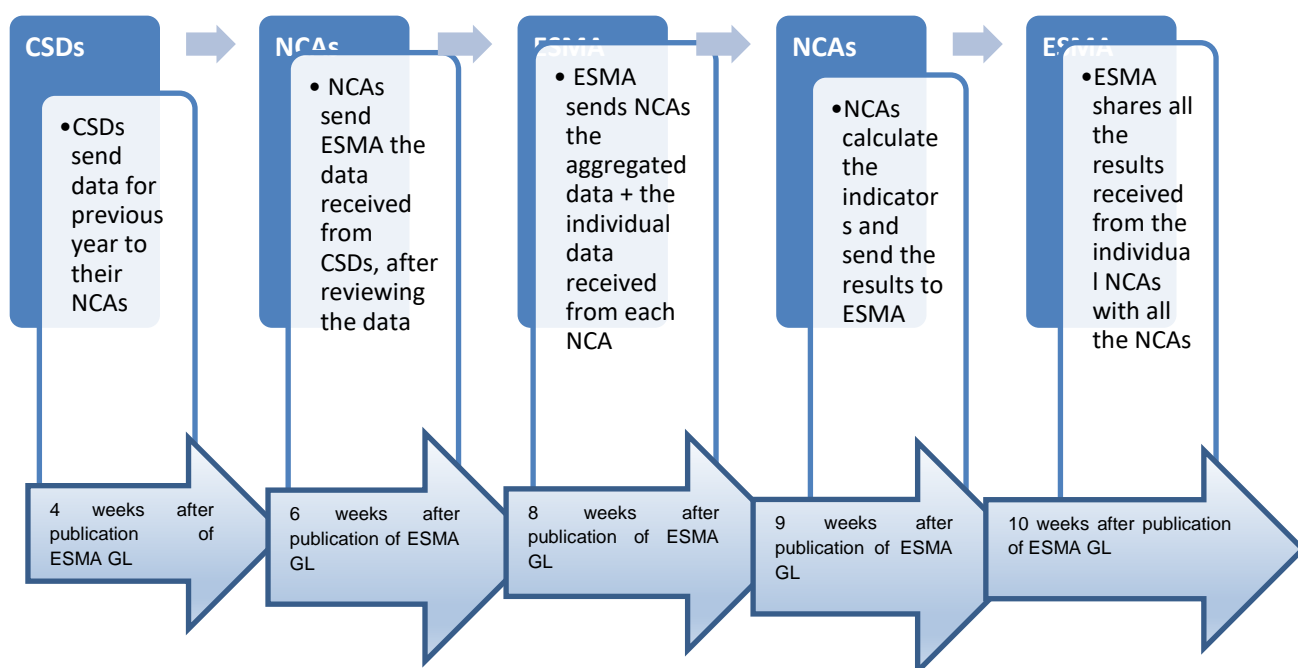 CSDs
•CSDs
send
data for
previous
year to
their
NCAs
4 weeks after
publication of
ESMA GL
NCAs
• NCAs
send
ESMA the
data
received
from
CSDs, after
reviewing
the data
6 weeks after
publication of ESMA
GL
ESMA
• ESMA
sends NCAs
the
aggregated
data + the
individual data
received
from each
NCA
8 weeks after
publication of ESMA
GL
NCAs
•NCAs
calculate
the
indicator
s and
send the
results to
ESMA
9 weeks after
publication of ESMA
GL
ESMA
•ESMA
shares all
the
results
received
from the
individua
l NCAs
with all
the NCAs
10 weeks after publication
of ESMA GL